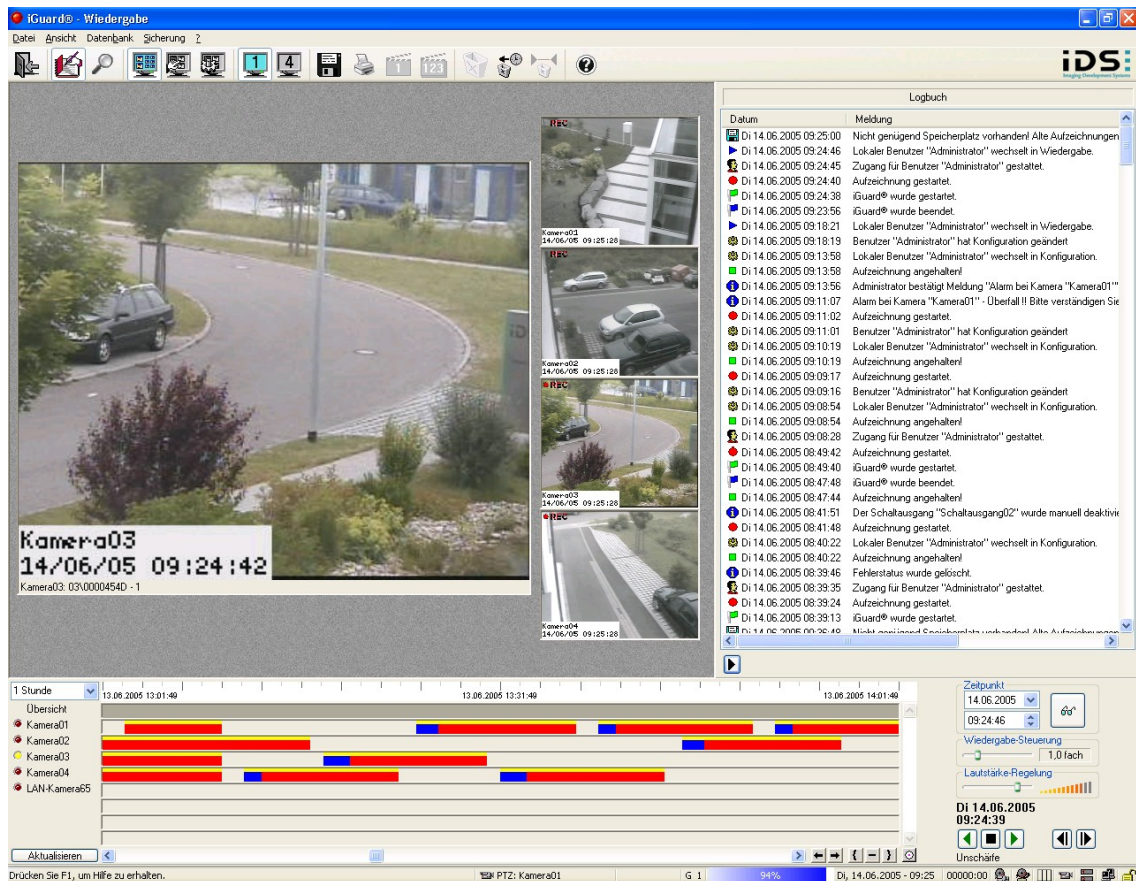 iGuard® - Wiedergabe
Datei Ansicht Datenbank Sicherung ?
1 4 1 123
iDS:
Imaging Development Systems
Kamera03
14/06/05 09:24:42
Kamera03: 03\0000454D - 1
REC
Kamera01
14/06/05 09:25:28
REC
Kamera02
14/06/05 09:25:28
REC
Kamera03
14/06/05 09:25:28
REC
Kamera04
14/06/05 09:25:28
Logbuch
Datum Meldung
Di 14.06.2005 09:25:00 Nicht genügend Speicherplatz vorhanden! Alte Aufzeichnungen
Di 14.06.2005 09:24:46 Lokaler Benutzer "Administrator" wechselt in Wiedergabe.
Di 14.06.2005 09:24:45 Zugang für Benutzer "Administrator" gestattet.
Di 14.06.2005 09:24:40 Aufzeichnung gestartet.
Di 14.06.2005 09:24:38 iGuard® wurde gestartet.
Di 14.06.2005 09:23:56 iGuard® wurde beendet.
Di 14.06.2005 09:18:21 Lokaler Benutzer "Administrator" wechselt in Wiedergabe.
Di 14.06.2005 09:18:19 Benutzer "Administrator" hat Konfiguration geändert
Di 14.06.2005 09:13:58 Lokaler Benutzer "Administrator" wechselt in Konfiguration.
Di 14.06.2005 09:13:58 Aufzeichnung angehalten!
Di 14.06.2005 09:13:56 Administrator bestätigt Meldung "Alarm bei Kamera "Kamera01"
Di 14.06.2005 09:11:07 Alarm bei Kamera "Kamera01" - Überfall !! Bitte verständigen Sie
Di 14.06.2005 09:11:02 Aufzeichnung gestartet.
Di 14.06.2005 09:11:01 Benutzer "Administrator" hat Konfiguration geändert
Di 14.06.2005 09:10:19 Lokaler Benutzer "Administrator" wechselt in Konfiguration.
Di 14.06.2005 09:10:19 Aufzeichnung angehalten!
Di 14.06.2005 09:09:17 Aufzeichnung gestartet.
Di 14.06.2005 09:09:16 Benutzer "Administrator" hat Konfiguration geändert
Di 14.06.2005 09:08:54 Lokaler Benutzer "Administrator" wechselt in Konfiguration.
Di 14.06.2005 09:08:54 Aufzeichnung angehalten!
Di 14.06.2005 09:08:28 Zugang für Benutzer "Administrator" gestattet.
Di 14.06.2005 08:49:42 Aufzeichnung gestartet.
Di 14.06.2005 08:49:40 iGuard® wurde gestartet.
Di 14.06.2005 08:47:48 iGuard® wurde beendet.
Di 14.06.2005 08:47:44 Aufzeichnung angehalten!
Di 14.06.2005 08:41:51 Der Schaltausgang "Schaltausgang02" wurde manuell deaktivie
Di 14.06.2005 08:41:48 Aufzeichnung gestartet.
Di 14.06.2005 08:40:22 Lokaler Benutzer "Administrator" wechselt in Konfiguration.
Di 14.06.2005 08:40:22 Aufzeichnung angehalten!
Di 14.06.2005 08:39:46 Fehlerstatus wurde gelöscht.
Di 14.06.2005 08:39:35 Zugang für Benutzer "Administrator" gestattet.
Di 14.06.2005 08:39:24 Aufzeichnung gestartet.
Di 14.06.2005 08:39:13 iGuard® wurde gestartet.
Nicht genügend Speicherplatz vorhanden! Alte Aufzeichnungen
1 Stunde
13.06.2005 13:01:49 13.06.2005 13:31:49 13.06.2005 14:01:49
Übersicht
Kamera01
Kamera02
Kamera03
Kamera04
LAN-Kamera65
Aktualisieren
Zeitpunkt
14.06.2005
09:24:46
Wiedergabe-Steuerung
1,0 fach
Lautstärke-Regelung
Di 14.06.2005
09:24:39
Unschärfe
Drücken Sie F1, um Hilfe zu erhalten. PTZ: Kamera01 G 1 94% Di, 14.06.2005 - 09:25 00000:00